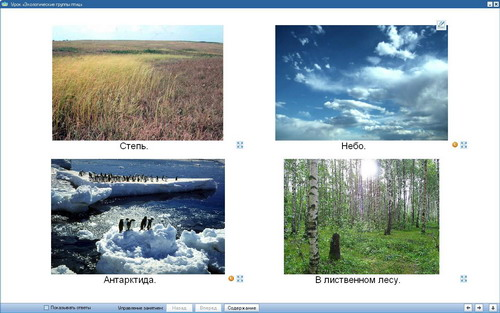 Урок «Экологические группы птиц»
Степь.
Небо.
Антарктида.
В лиственном лесу.
Показывать ответы
Управление занятием:
Назад
Вперед
Содержание